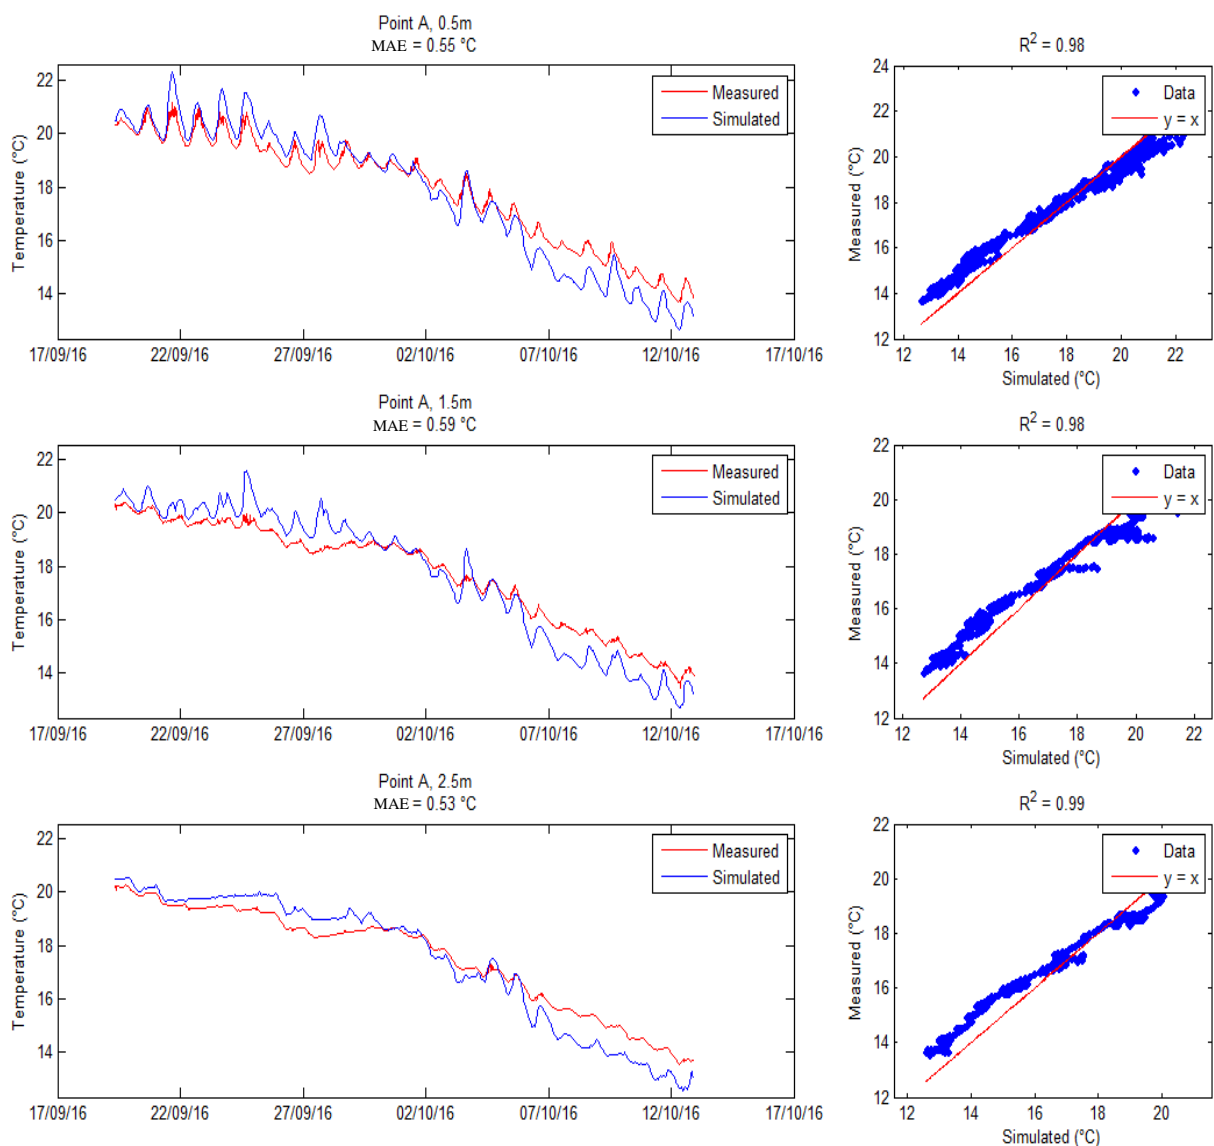 Point A, 0.5m
MAE = 0.55 °C
R2 = 0.98
Temperature (°C)
22
20
18
16
14
Measured
Simulated
17/09/16 22/09/16 27/09/16 02/10/16 07/10/16 12/10/16 17/10/16
Measured (°C)
24
22
20
18
16
14
12
Data
y = x
12 14 16 18 20 22
Simulated (°C)
Point A, 1.5m
MAE = 0.59 °C
R2 = 0.98
Temperature (°C)
22
20
18
16
14
Measured
Simulated
17/09/16 22/09/16 27/09/16 02/10/16 07/10/16 12/10/16 17/10/16
Measured (°C)
22
20
18
16
14
12
Data
y = x
12 14 16 18 20 22
Simulated (°C)
Point A, 2.5m
MAE = 0.53 °C
R2 = 0.99
Temperature (°C)
22
20
18
16
14
Measured
Simulated
17/09/16 22/09/16 27/09/16 02/10/16 07/10/16 12/10/16 17/10/16
Measured (°C)
22
20
18
16
14
12
Data
y = x
12 14 16 18 20
Simulated (°C)